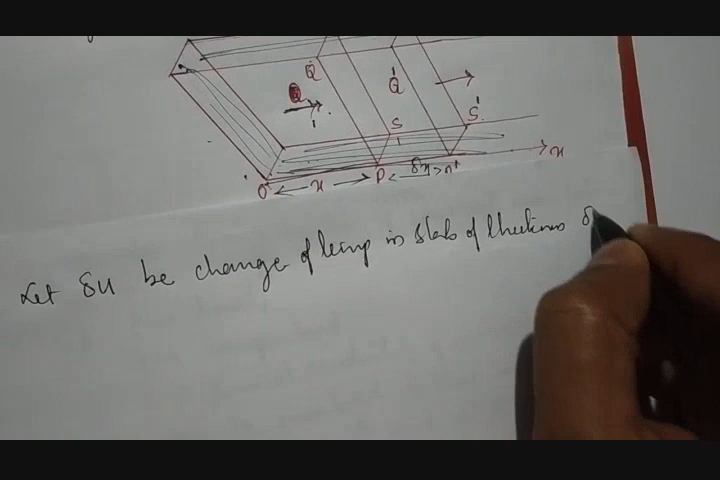 Q
Q
Q'
S
S'
O
x
P
δx
x
Let δu be change of temp in slab of thickness δ